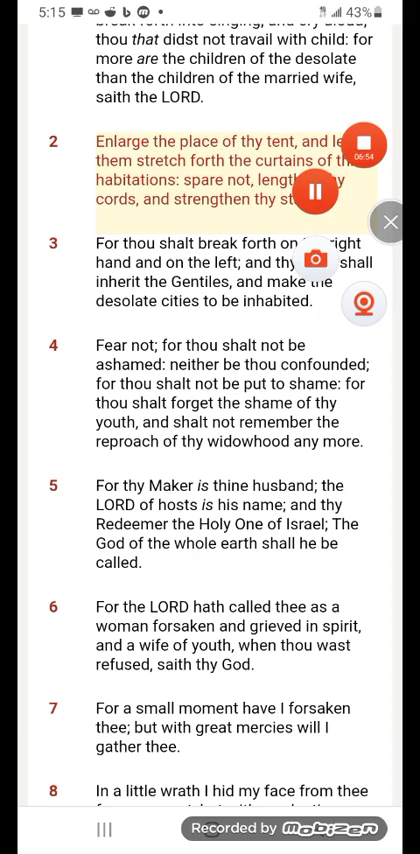 5:15
43%
thou that didst not travail with child: for
more are the children of the desolate
than the children of the married wife,
saith the LORD.
2 Enlarge the place of thy tent, and
06:54
them stretch forth the curtains of
habitations: spare not,
cords, and strengthen thy
3 For thou shalt break forth on right
hand and on the left; and thy shall
inherit the Gentiles, and make the
desolate cities to be inhabited.
4 Fear not; for thou shalt not be
ashamed: neither be thou confounded;
for thou shalt not be put to shame: for
thou shalt forget the shame of thy
youth, and shalt not remember the
reproach of thy widowhood any more.
5 For thy Maker is thine husband; the
LORD of hosts is his name; and thy
Redeemer the Holy One of Israel; The
God of the whole earth shall he be
called.
6 For the LORD hath called thee as a
woman forsaken and grieved in spirit,
and a wife of youth, when thou wast
refused, saith thy God.
7 For a small moment have I forsaken
thee; but with great mercies will I
gather thee.
8 In a little wrath I hid my face from thee
Recorded by mobizen